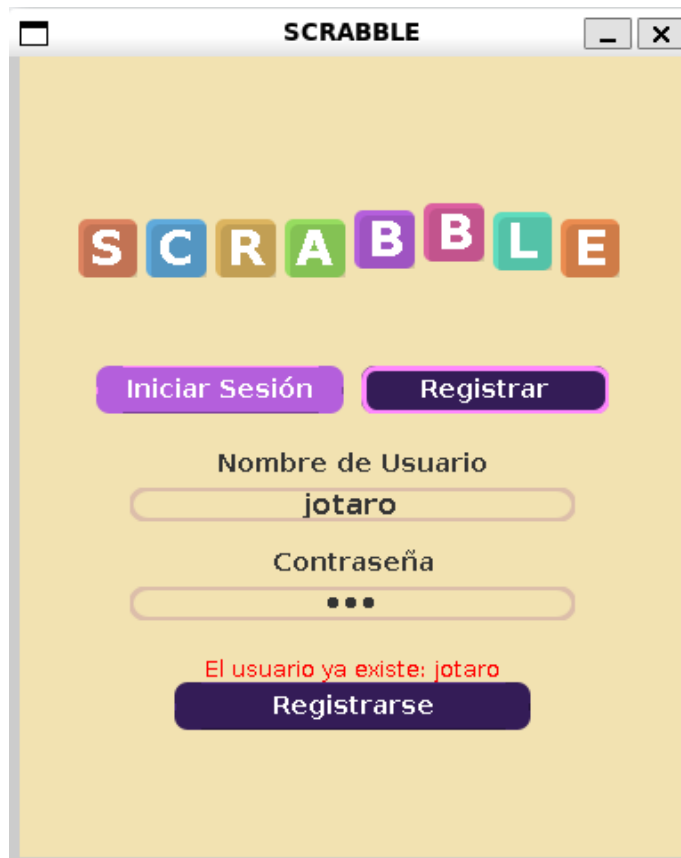 SCRABBLE
SCRABBLE
Iniciar Sesión Registrar
Nombre de Usuario
jotaro
Contraseña
•••
El usuario ya existe: jotaro
Registrarse